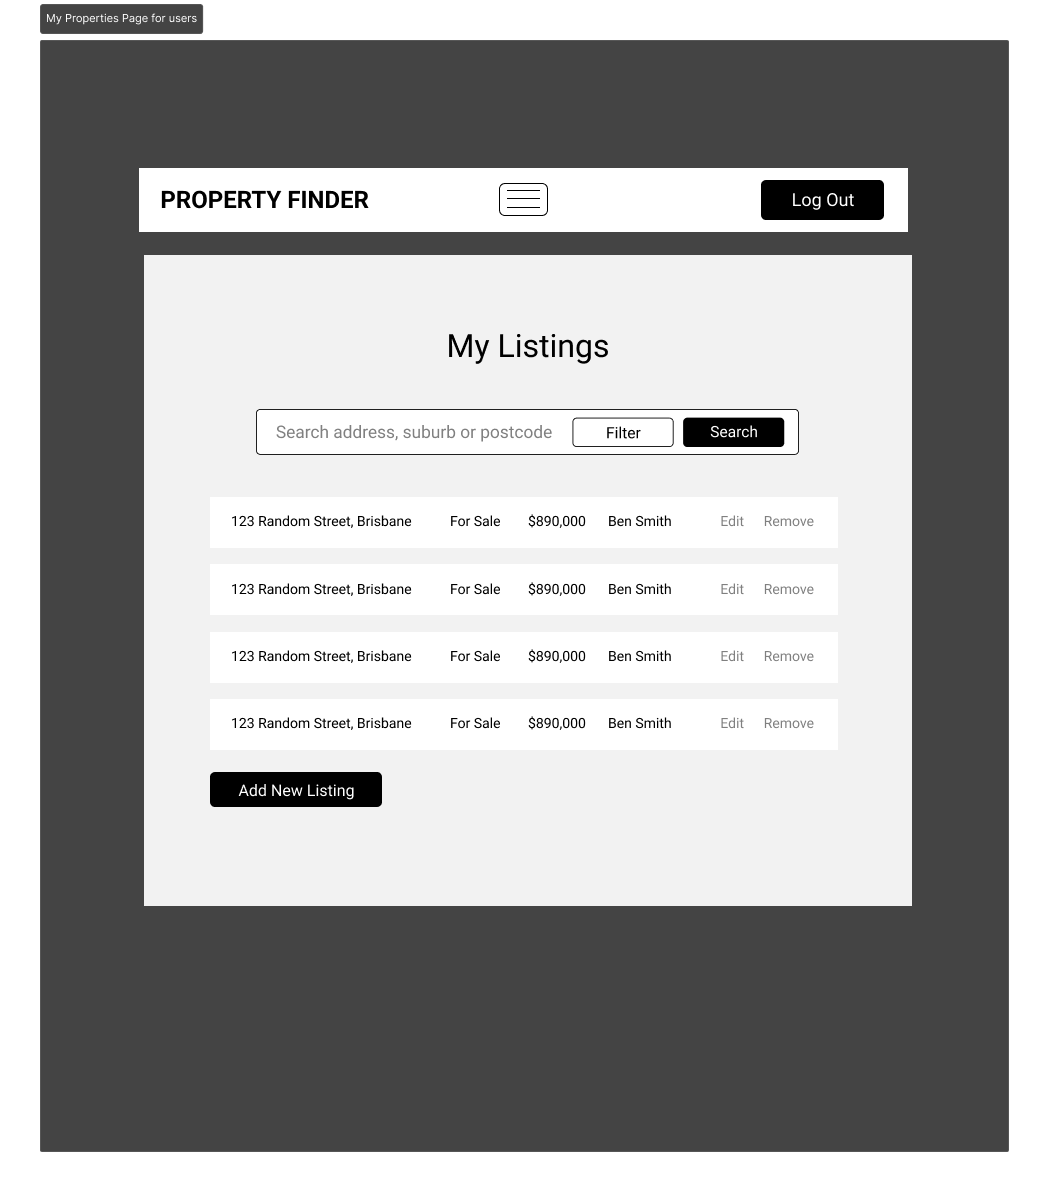 My Properties Page for users
PROPERTY FINDER
Log Out
My Listings
Search address, suburb or postcode Filter Search
123 Random Street, Brisbane For Sale $890,000 Ben Smith Edit Remove
123 Random Street, Brisbane For Sale $890,000 Ben Smith Edit Remove
123 Random Street, Brisbane For Sale $890,000 Ben Smith Edit Remove
123 Random Street, Brisbane For Sale $890,000 Ben Smith Edit Remove
Add New Listing